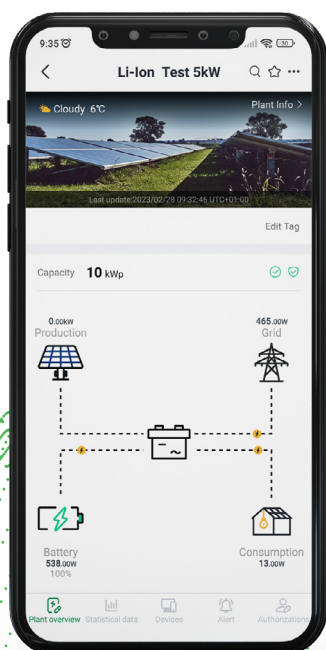 9:35
30
Li-Ion Test 5kW
Cloudy 6°C
Plant Info >
Last update:2023/02/28 09:32:46 UTC+01:00
Edit Tag
Capacity 10 kWp
0.00kW
Production
465.00W
Grid
Battery
538.00W
100%
Consumption
13.00W
Plant overview
Statistical data
Devices
Alert
Authorizations